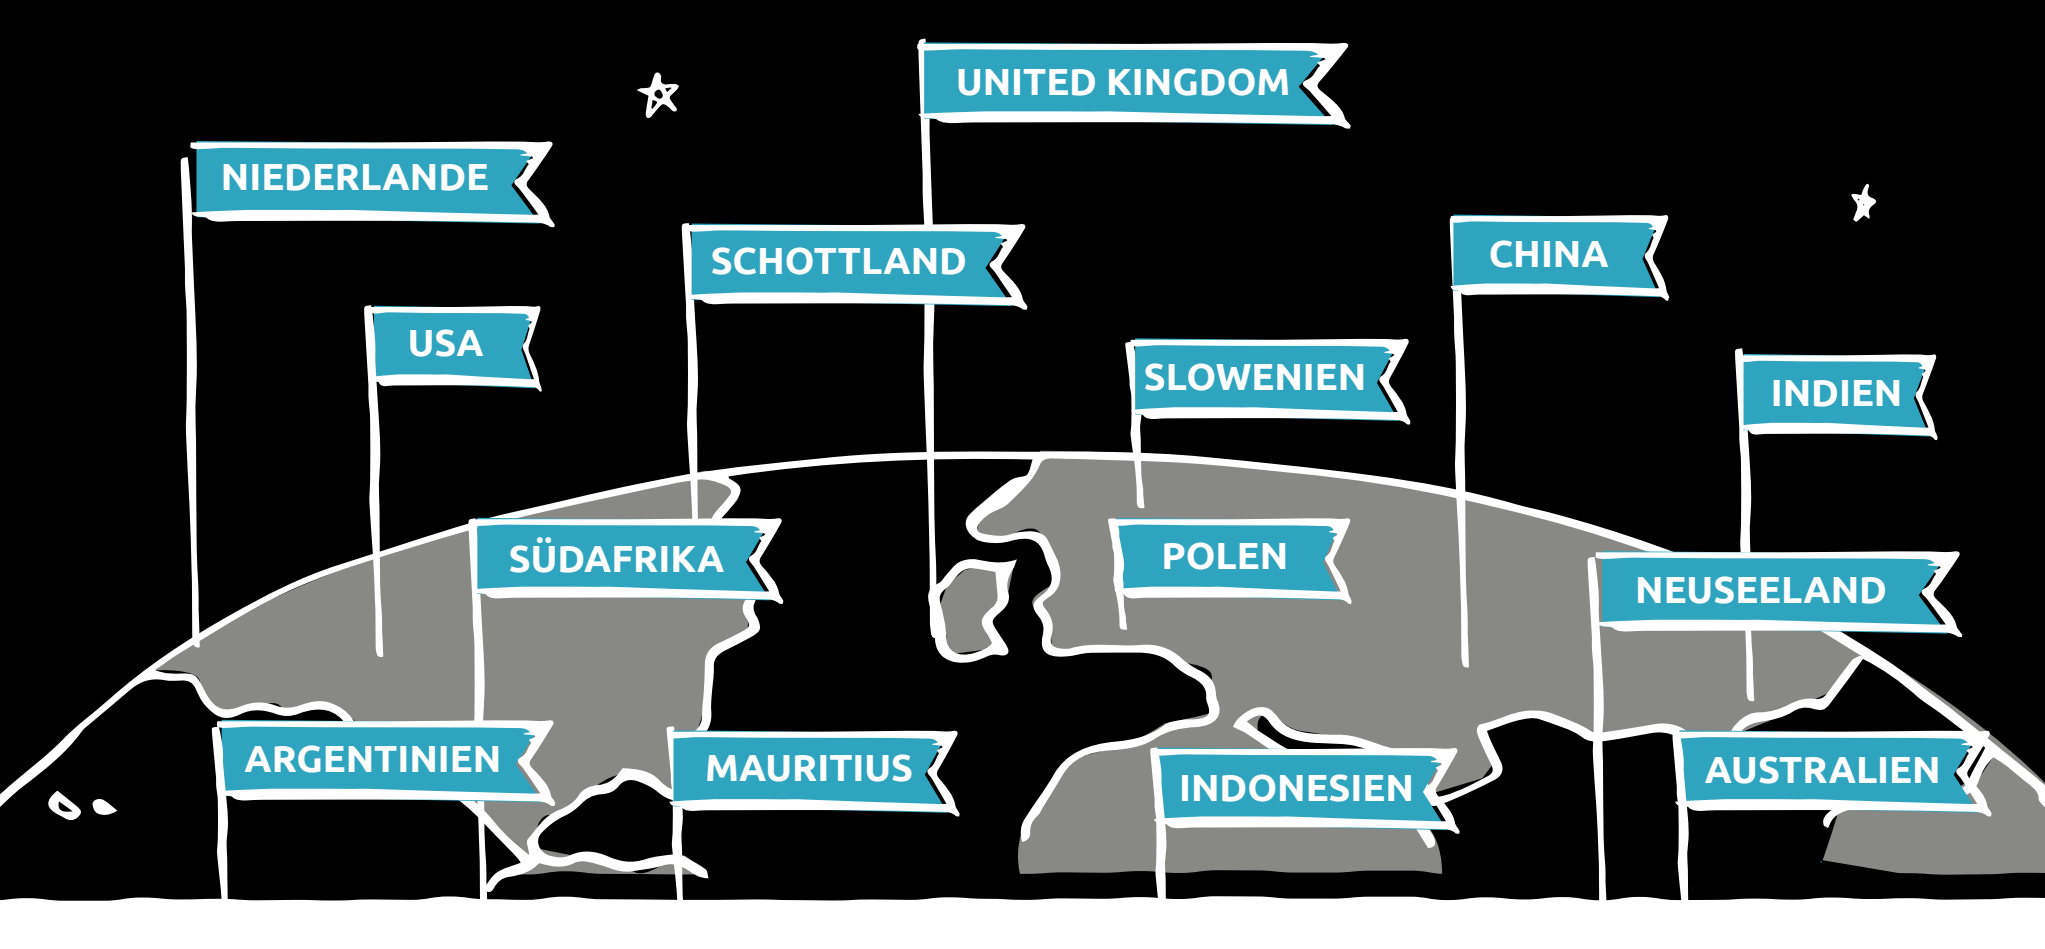 UNITED KINGDOM
NIEDERLANDE
SCHOTTLAND
CHINA
USA
SLOWENIEN
INDIEN
SÜDAFRIKA
POLEN
NEUSEELAND
ARGENTINIEN
MAURITIUS
INDONESIEN
AUSTRALIEN